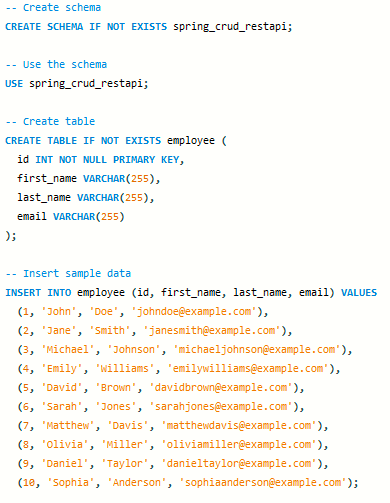 -- Create schema
CREATE SCHEMA IF NOT EXISTS spring_crud_restapi;
-- Use the schema
USE spring_crud_restapi;
-- Create table
CREATE TABLE IF NOT EXISTS employee (
id INT NOT NULL PRIMARY KEY,
first_name VARCHAR(255),
last_name VARCHAR(255),
email VARCHAR(255)
);
-- Insert sample data
INSERT INTO employee (id, first_name, last_name, email) VALUES
(1, 'John', 'Doe', 'johndoe@example.com'),
(2, 'Jane', 'Smith', 'janesmith@example.com'),
(3, 'Michael', 'Johnson', 'michaeljohnson@example.com'),
(4, 'Emily', 'Williams', 'emilywilliams@example.com'),
(5, 'David', 'Brown', 'davidbrown@example.com'),
(6, 'Sarah', 'Jones', 'sarahjones@example.com'),
(7, 'Matthew', 'Davis', 'matthewdavis@example.com'),
(8, 'Olivia', 'Miller', 'oliviamiller@example.com'),
(9, 'Daniel', 'Taylor', 'danieltaylor@example.com'),
(10, 'Sophia', 'Anderson', 'sophiaanderson@example.com');